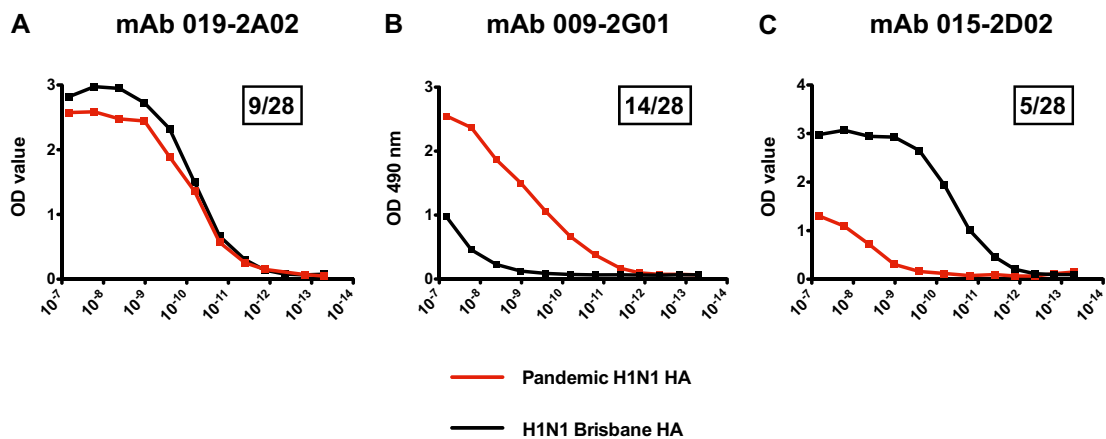 A mAb 019-2A02 B mAb 009-2G01 C mAb 015-2D02
9/28
OD value
3
2
1
0
10⁻⁷ 10⁻⁸ 10⁻⁹ 10⁻¹⁰ 10⁻¹¹ 10⁻¹² 10⁻¹³ 10⁻¹⁴
14/28
OD 490 nm
3
2
1
0
10⁻⁷ 10⁻⁸ 10⁻⁹ 10⁻¹⁰ 10⁻¹¹ 10⁻¹² 10⁻¹³ 10⁻¹⁴
5/28
OD value
4
3
2
1
0
10⁻⁷ 10⁻⁸ 10⁻⁹ 10⁻¹⁰ 10⁻¹¹ 10⁻¹² 10⁻¹³ 10⁻¹⁴
Pandemic H1N1 HA
H1N1 Brisbane HA